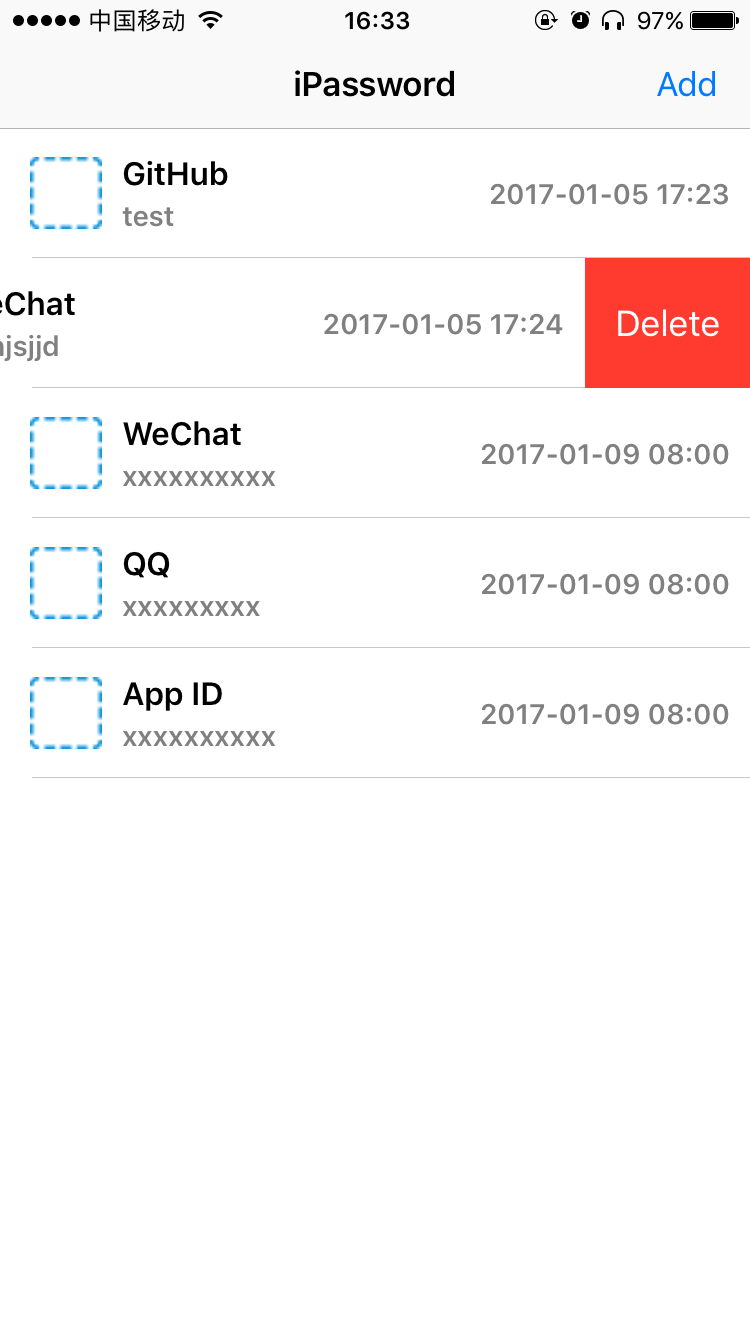 中国移动 16:33 97%
iPassword Add
GitHub
test
2017-01-05 17:23
eChat
jsjjd
2017-01-05 17:24
Delete
WeChat
xxxxxxxxxx
2017-01-09 08:00
QQ
xxxxxxxxx
2017-01-09 08:00
App ID
xxxxxxxxxx
2017-01-09 08:00